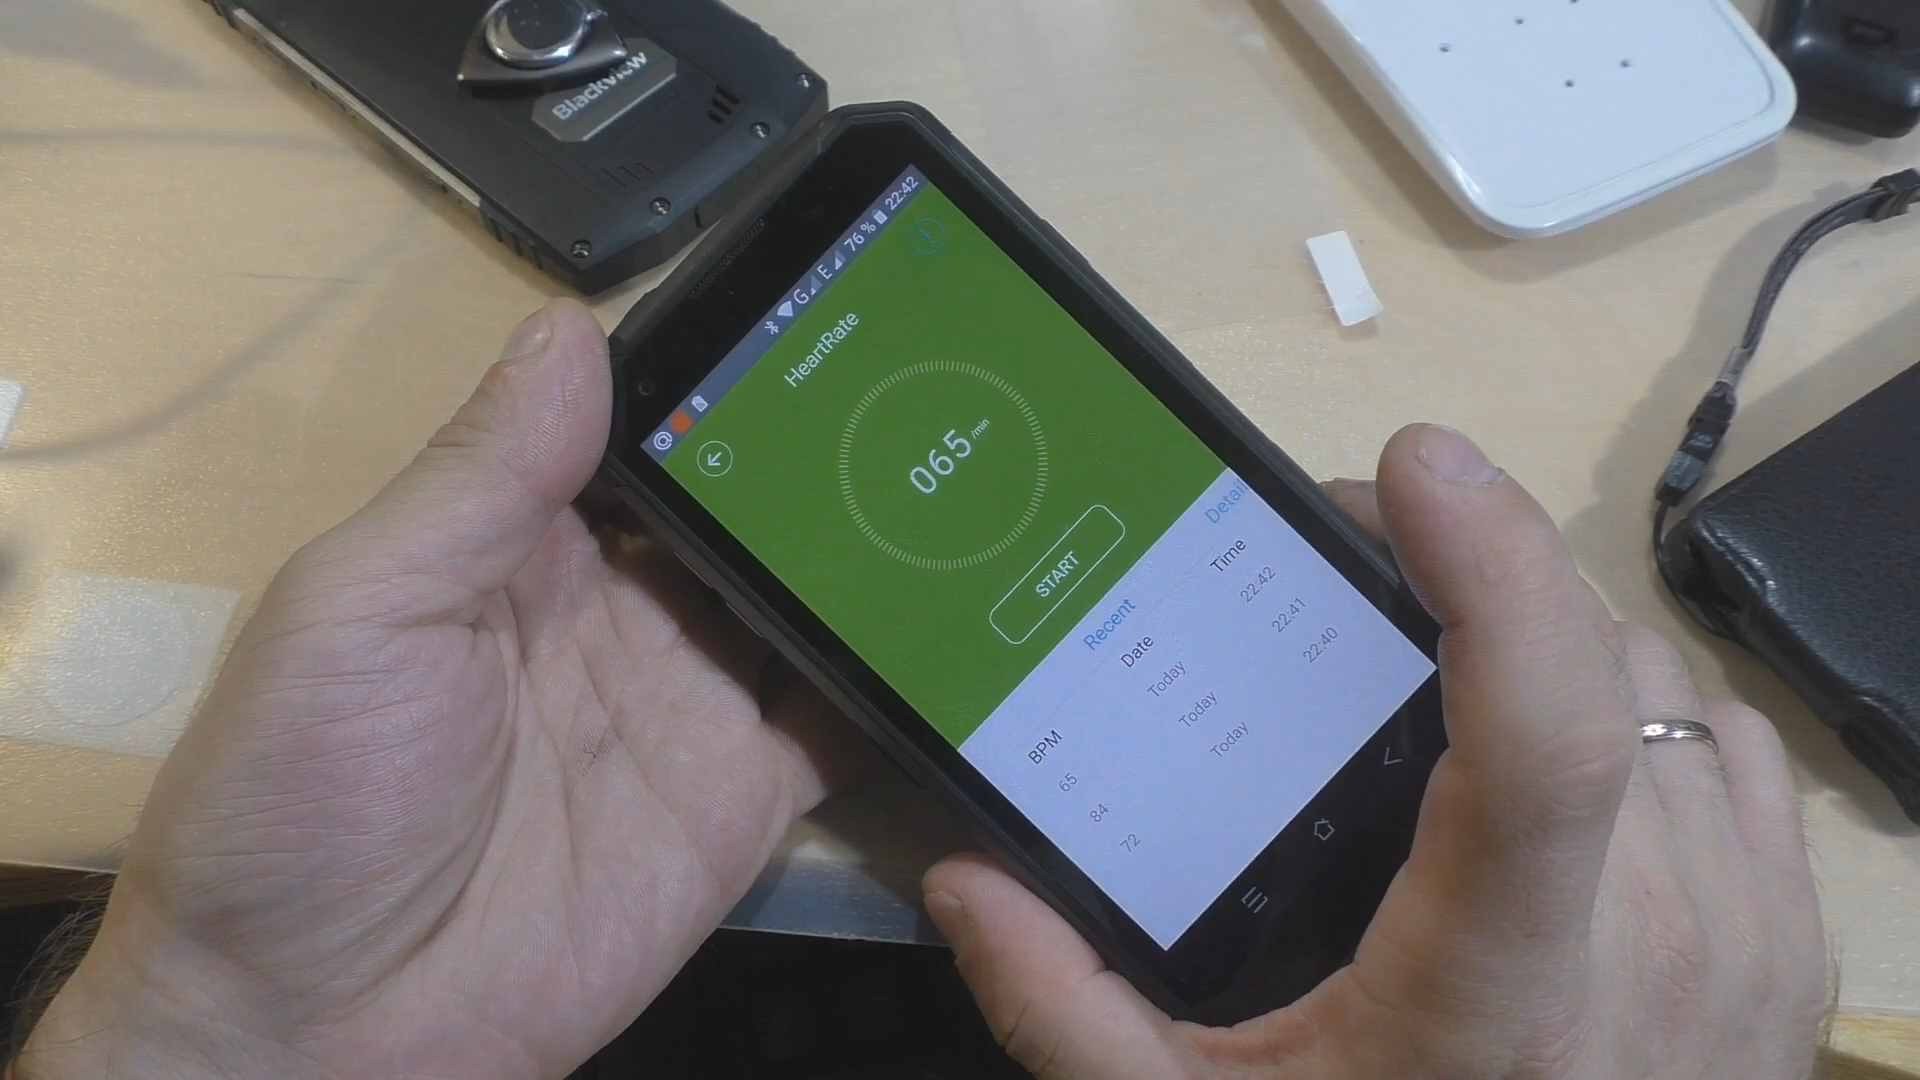 Blackview
G E 76 % 22:42
HeartRate
065 /min
START
Recent Detail
BPM Date Time
65 Today 22:42
84 Today 22:41
72 Today 22:40